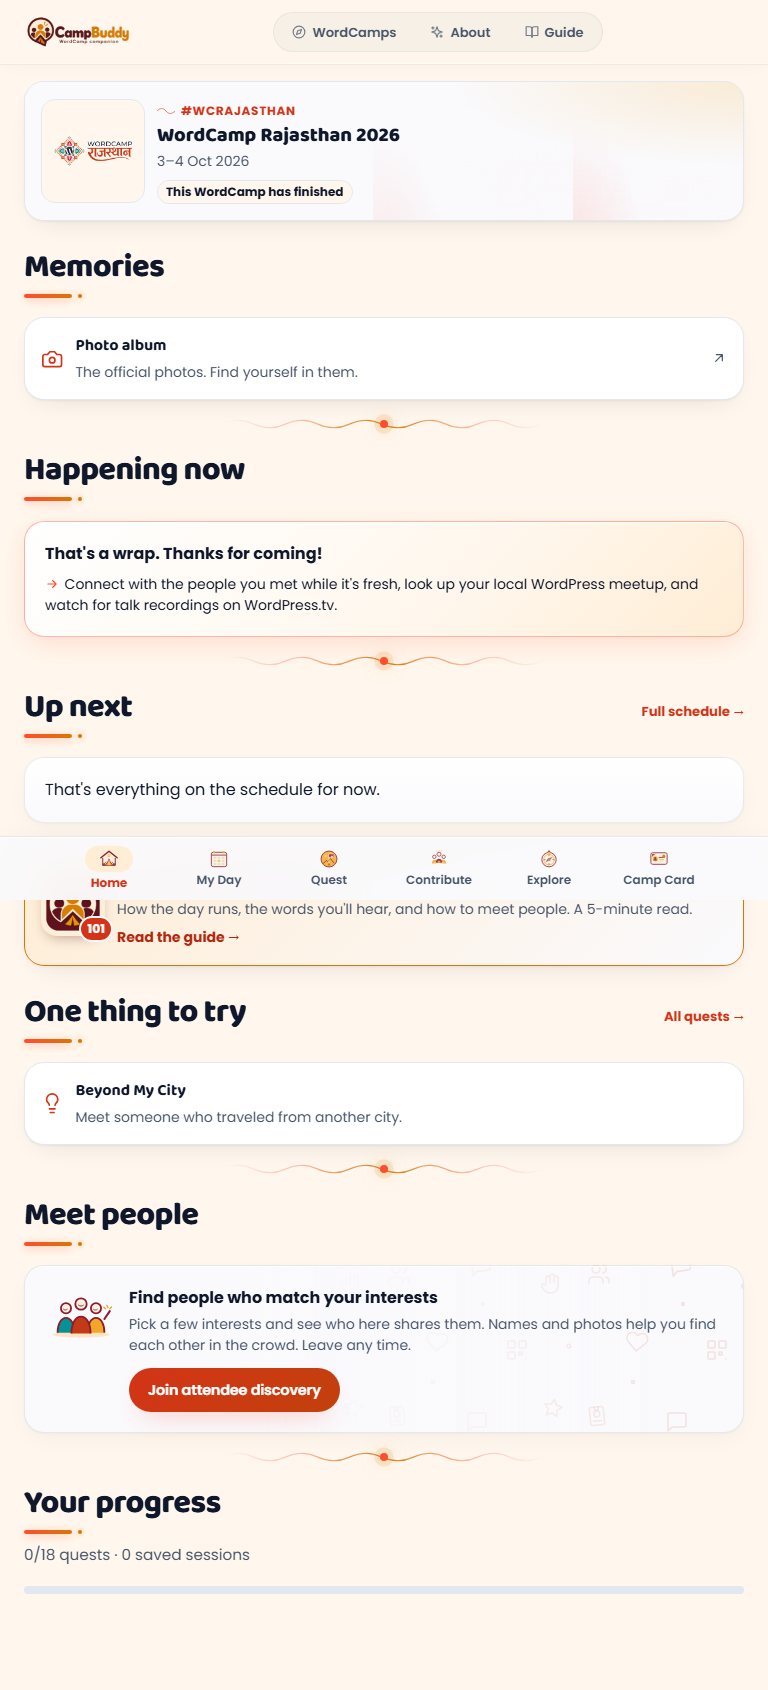 CampBuddy
WordCamp companion
WordCamps
About
Guide
WORDCAMP
राजस्थान
#WCRAJASTHAN
WordCamp Rajasthan 2026
3–4 Oct 2026
This WordCamp has finished
Memories
Photo album
The official photos. Find yourself in them.
Happening now
That's a wrap. Thanks for coming!
→ Connect with the people you met while it's fresh, look up your local WordPress meetup, and
watch for talk recordings on WordPress.tv.
Up next
Full schedule →
That's everything on the schedule for now.
Home
My Day
Quest
Contribute
Explore
Camp Card
How the day runs, the words you'll hear, and how to meet people. A 5-minute read.
101
Read the guide →
One thing to try
All quests →
Beyond My City
Meet someone who traveled from another city.
Meet people
Find people who match your interests
Pick a few interests and see who here shares them. Names and photos help you find
each other in the crowd. Leave any time.
Join attendee discovery
Your progress
0/18 quests · 0 saved sessions